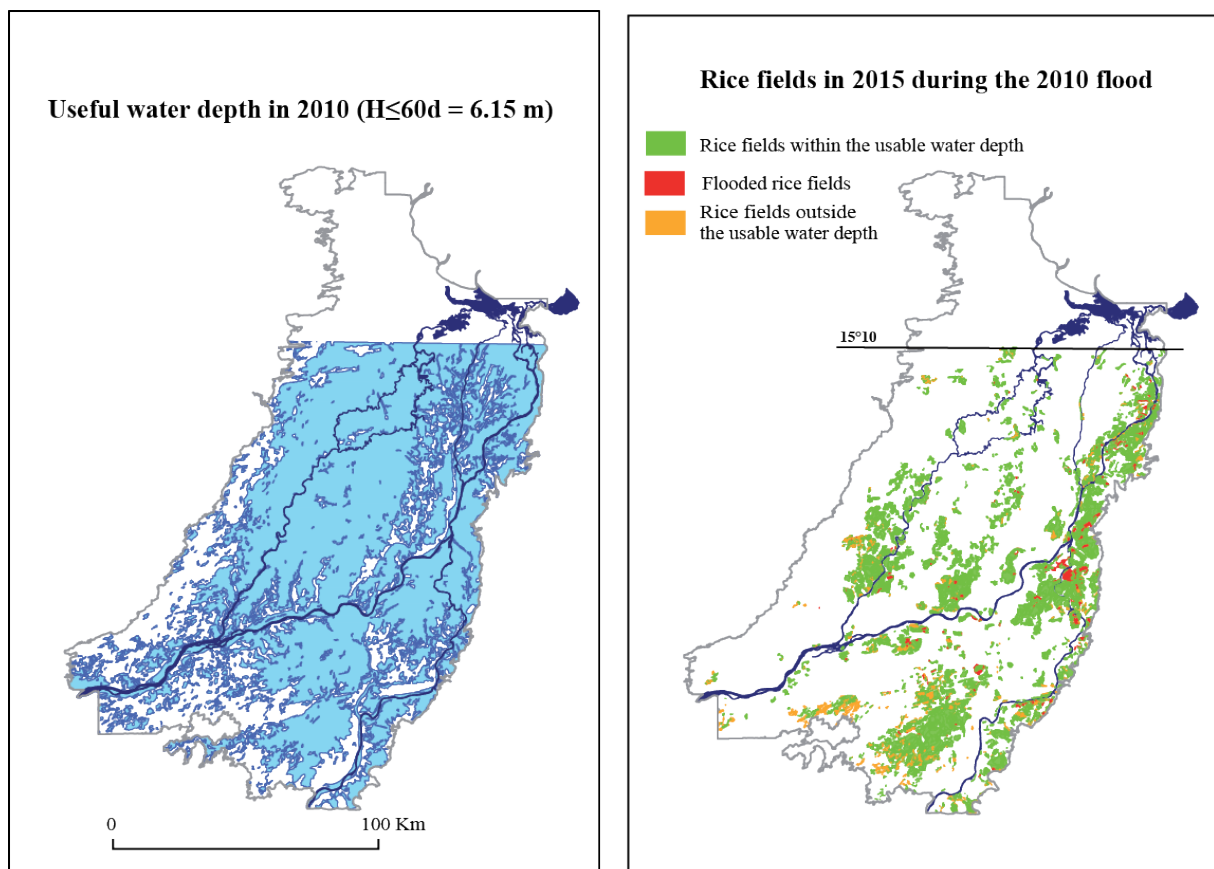 Useful water depth in 2010 (H≤60d = 6.15 m)
0
100 Km
Rice fields in 2015 during the 2010 flood
Rice fields within the usable water depth
Flooded rice fields
Rice fields outside
the usable water depth
15°10